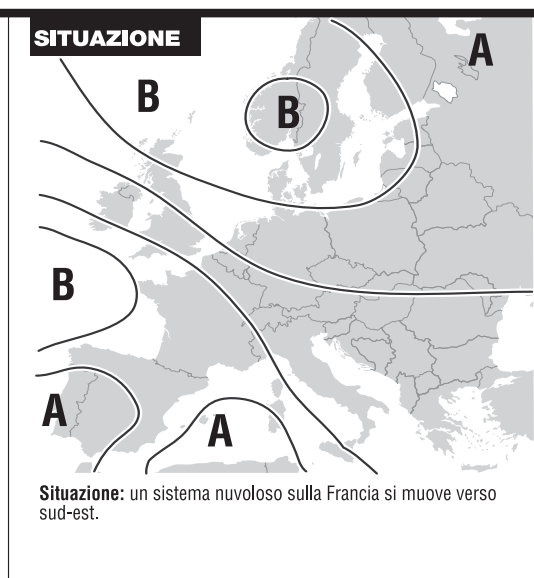 SITUAZIONE
A
B
B
B
A
A
Situazione: un sistema nuvoloso sulla Francia si muove verso
sud-est.